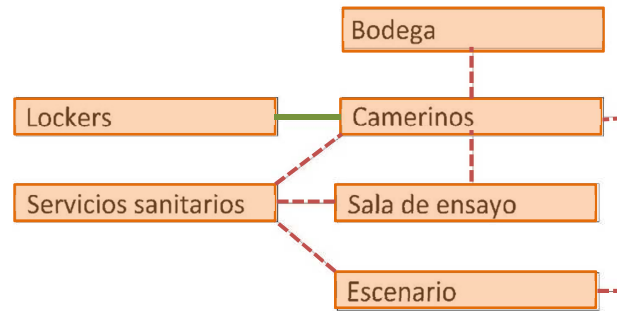 Bodega
Lockers
Camerinos
Servicios sanitarios
Sala de ensayo
Escenario